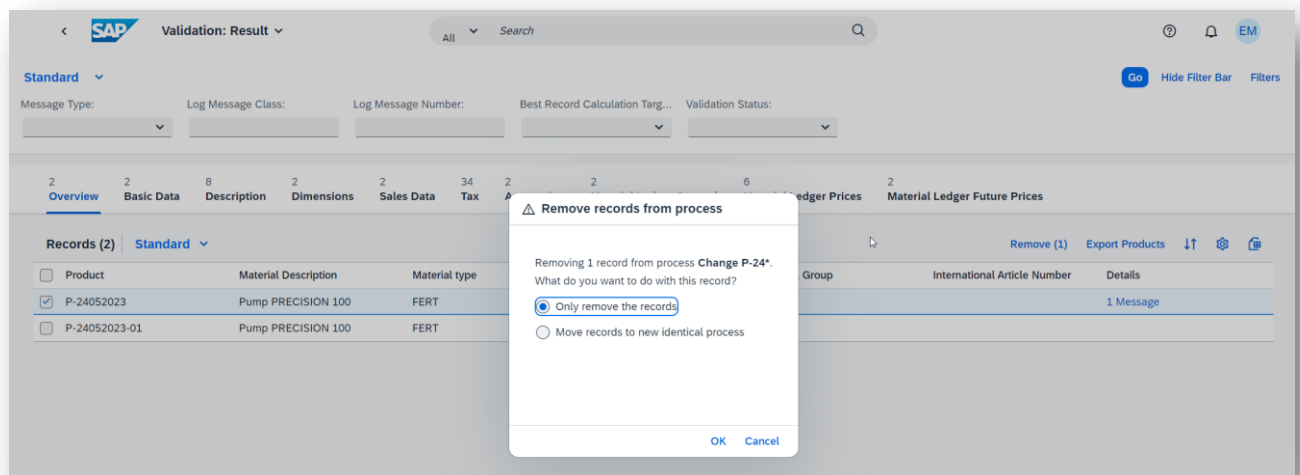 SAP Validation: Result All Search EM
Standard Go Hide Filter Bar Filters
Message Type: Log Message Class: Log Message Number: Best Record Calculation Targ... Validation Status:
2 2 8 2 2 34 2 2 6 2
Overview Basic Data Description Dimensions Sales Data Tax A edger Prices Material Ledger Future Prices
Remove records from process
Records (2) Standard Remove (1) Export Products
Product Material Description Material type Group International Article Number Details
P-24052023 Pump PRECISION 100 FERT 1 Message
P-24052023-01 Pump PRECISION 100 FERT
Removing 1 record from process Change P-24*.
What do you want to do with this record?
Only remove the records
Move records to new identical process
OK Cancel